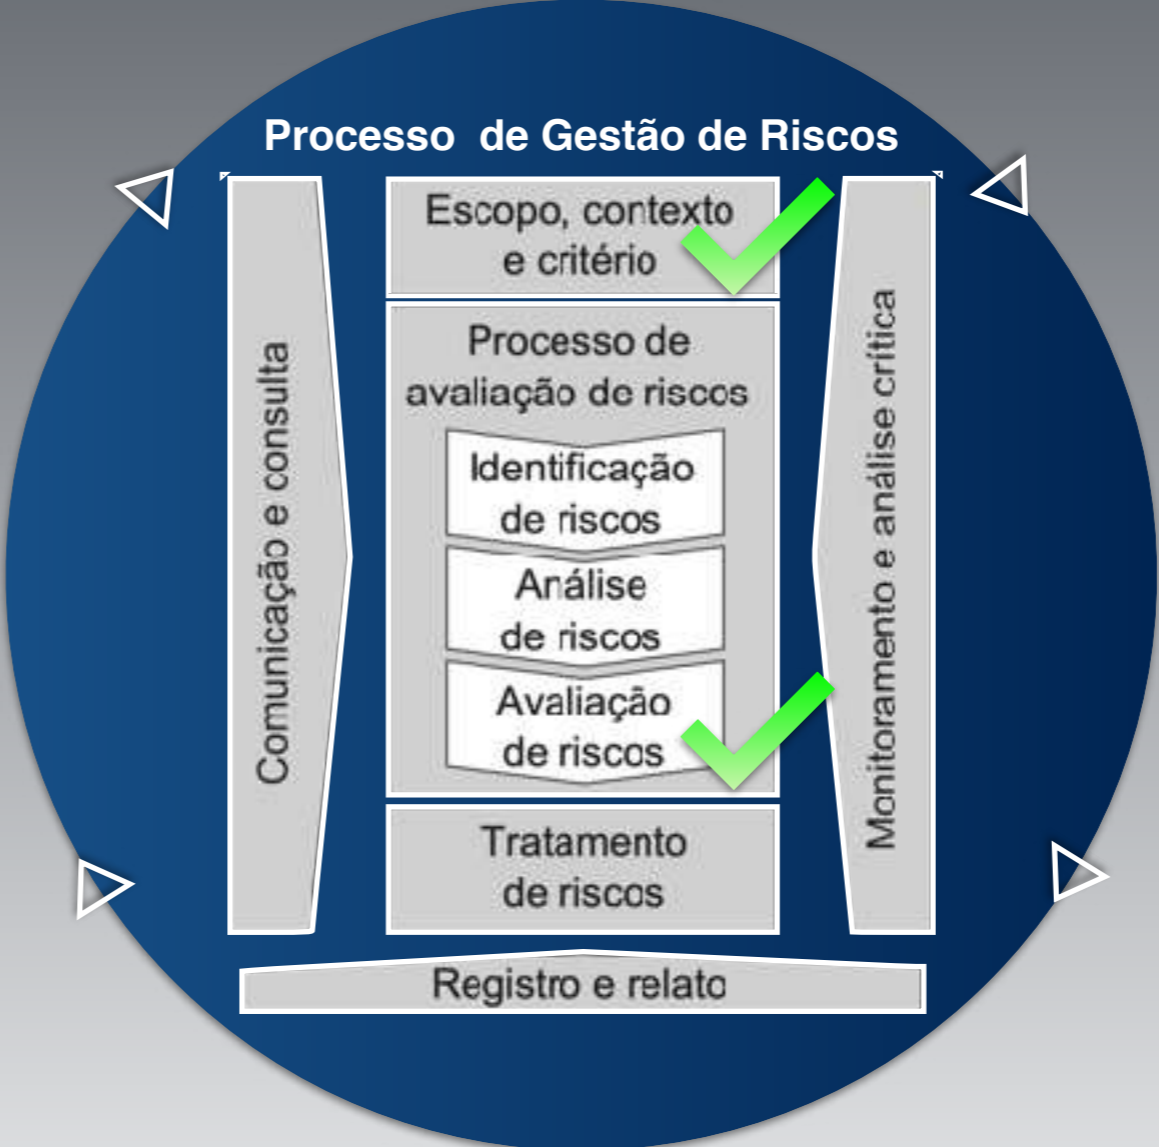 Processo de Gestão de Riscos
Comunicação e consulta
Escopo, contexto
e critério
Processo de
avaliação de riscos
Identificação
de riscos
Análise
de riscos
Avaliação
de riscos
Tratamento
de riscos
Monitoramento e análise crítica
Registro e relato